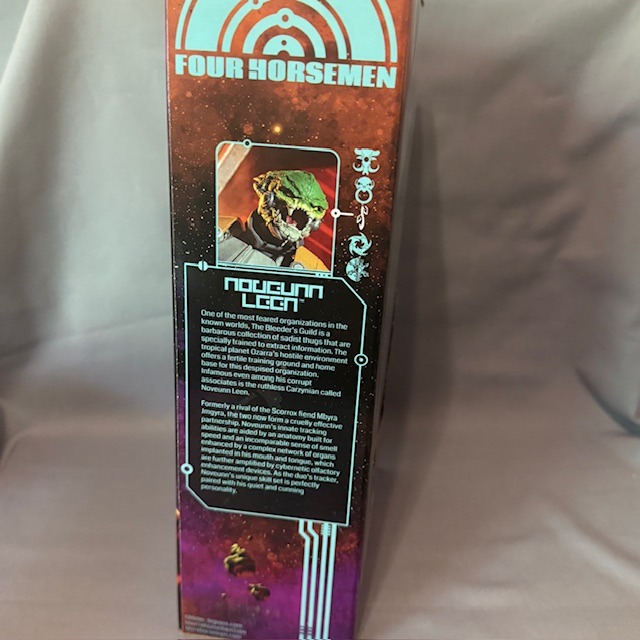 FOUR HORSEMEN
NOVEUNN
LEEN™
One of the most feared organizations in the
known worlds, The Bleeder's Guild is a
barbarous collection of sadist thugs that are
specially trained to extract information. The
tropical planet Ozarra's hostile environment
offers a fertile training ground and home
base for this despised organization.
Infamous even among his corrupt
associates is the ruthless Carzynian called
Noveunn Leen.
Formerly a rival of the Scorrox fiend Mbyra
Jmgyra, the two now form a cruelly effective
partnership. Noveunn's innate tracking
abilities are aided by an anatomy built for
speed and an incomparable sense of smell
enhanced by a complex network of organs
implanted in his mouth and tongue, which
are further amplified by cybernetic olfactory
enhancement devices. As the duo's tracker,
Noveunn's unique skill set is perfectly
paired with his quiet and cunning
personality.